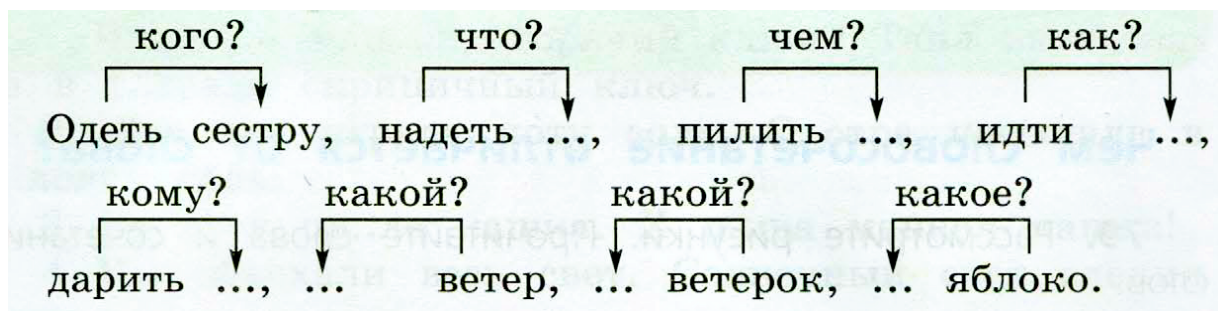 кого? что? чем? как?
Одеть сестру, надеть ..., пилить ..., идти ...,
кому? какой? какой? какое?
дарить ..., ... ветер, ... ветерок, ... яблоко.